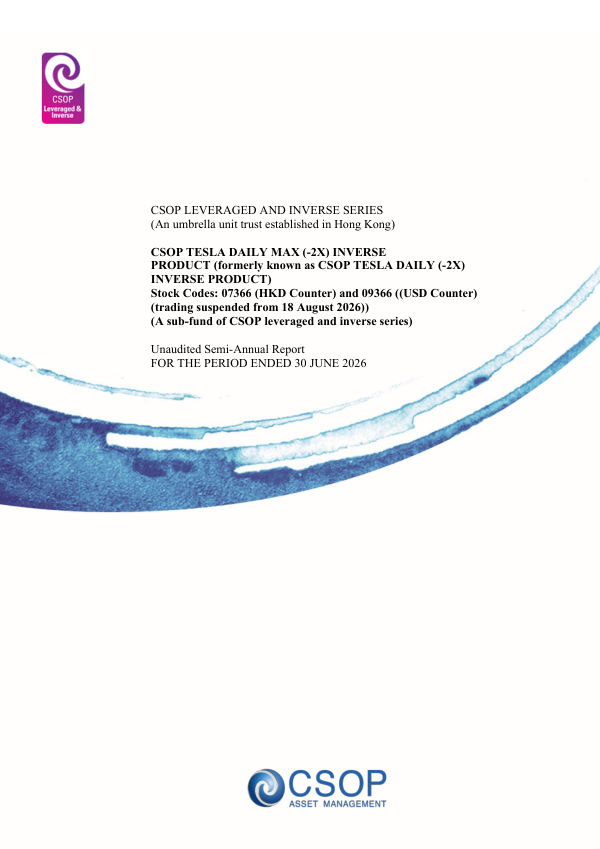 CSOP
Leveraged &
Inverse
CSOP LEVERAGED AND INVERSE SERIES
(An umbrella unit trust established in Hong Kong)
CSOP TESLA DAILY MAX (-2X) INVERSE
PRODUCT (formerly known as CSOP TESLA DAILY (-2X)
INVERSE PRODUCT)
Stock Codes: 07366 (HKD Counter) and 09366 ((USD Counter)
(trading suspended from 18 August 2026))
(A sub-fund of CSOP leveraged and inverse series)
Unaudited Semi-Annual Report
FOR THE PERIOD ENDED 30 JUNE 2026
CSOP
ASSET MANAGEMENT